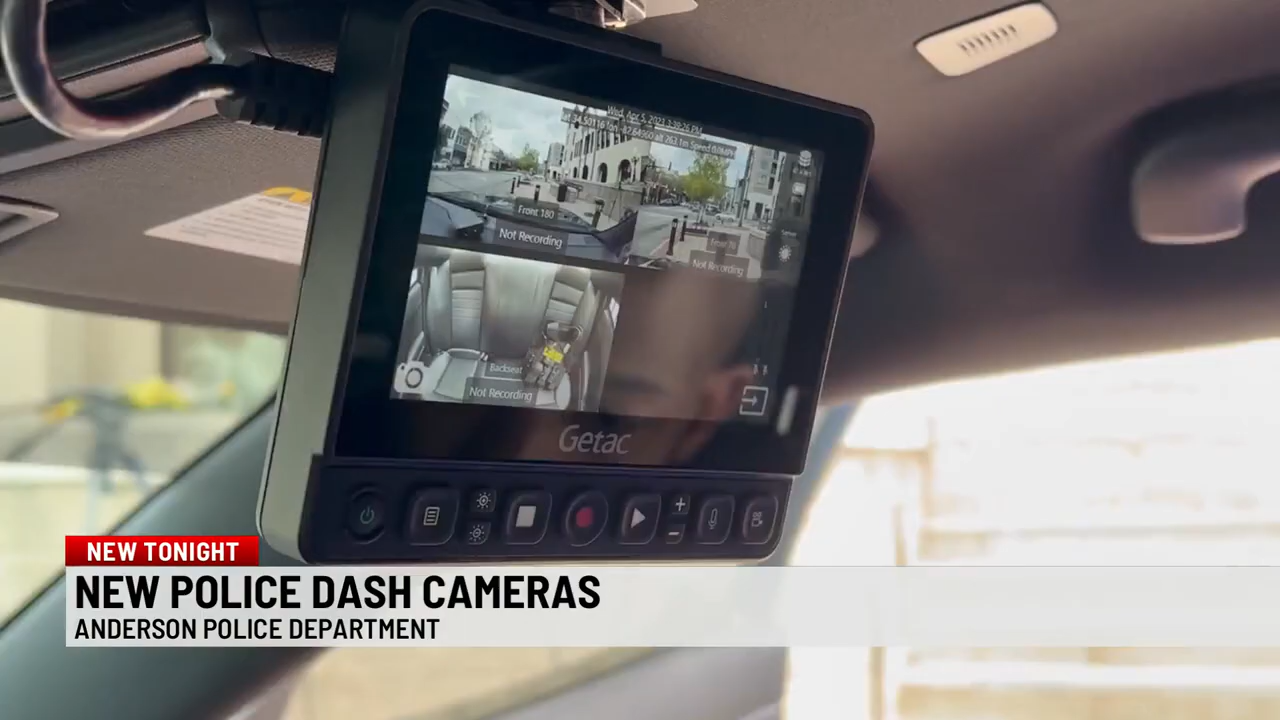 Front 180
Not Recording
Not Recording
Backseat
Not Recording
Getac
NEW TONIGHT
NEW POLICE DASH CAMERAS
ANDERSON POLICE DEPARTMENT